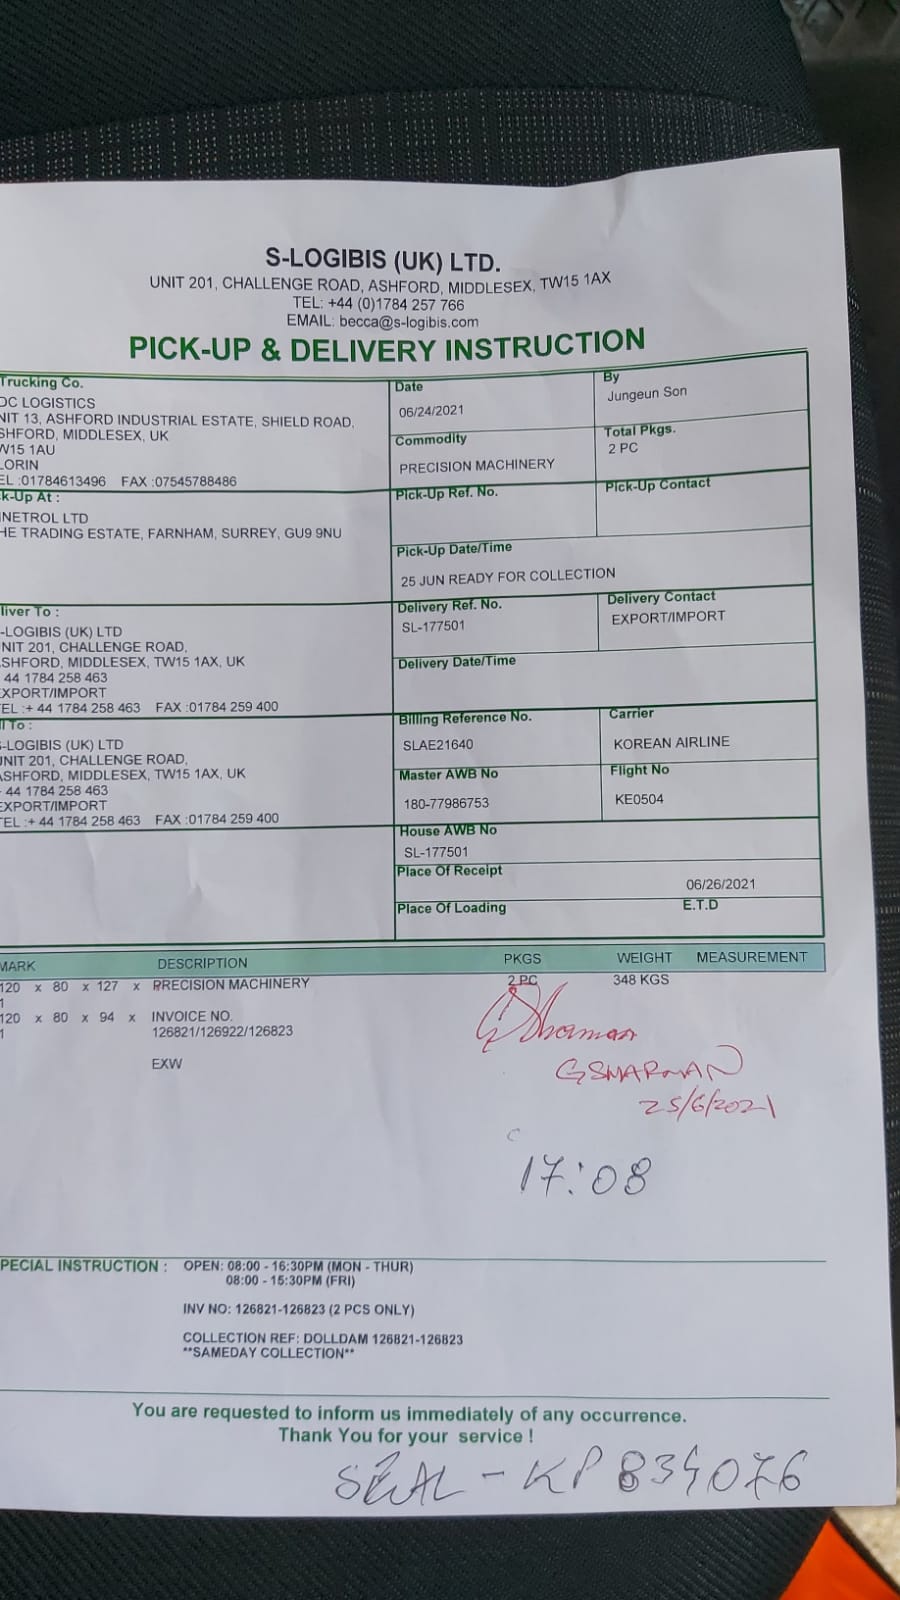 S-LOGIBIS (UK) LTD.
UNIT 201, CHALLENGE ROAD, ASHFORD, MIDDLESEX, TW15 1AX
TEL: +44 (0)1784 257 766
EMAIL: becca@s-logibis.com
PICK-UP & DELIVERY INSTRUCTION
Trucking Co.
DC LOGISTICS
NIT 13, ASHFORD INDUSTRIAL ESTATE, SHIELD ROAD,
SHFORD, MIDDLESEX, UK
W15 1AU
LORIN
EL :01784613496 FAX :07545788486
k-Up At :
NETROL LTD
HE TRADING ESTATE, FARNHAM, SURREY, GU9 9NU
liver To :
-LOGIBIS (UK) LTD
NIT 201, CHALLENGE ROAD,
SHFORD, MIDDLESEX, TW15 1AX, UK
44 1784 258 463
EXPORT/IMPORT
TEL :+ 44 1784 258 463 FAX :01784 259 400
ll To :
S-LOGIBIS (UK) LTD
UNIT 201, CHALLENGE ROAD,
ASHFORD, MIDDLESEX, TW15 1AX, UK
44 1784 258 463
EXPORT/IMPORT
TEL :+ 44 1784 258 463 FAX :01784 259 400
Date
06/24/2021
By
Jungeun Son
Commodity
PRECISION MACHINERY
Total Pkgs.
2 PC
Pick-Up Ref. No.
Pick-Up Contact
Pick-Up Date/Time
25 JUN READY FOR COLLECTION
Delivery Ref. No.
SL-177501
Delivery Contact
EXPORT/IMPORT
Delivery Date/Time
Billing Reference No.
SLAE21640
Carrier
KOREAN AIRLINE
Master AWB No
180-77986753
Flight No
KE0504
House AWB No
SL-177501
Place Of Receipt
06/26/2021
Place Of Loading E.T.D
MARK DESCRIPTION PKGS WEIGHT MEASUREMENT
120 x 80 x 127 x PRECISION MACHINERY 2 PC 348 KGS
1
120 x 80 x 94 x INVOICE NO.
1 126821/126922/126823
EXW
GSharman
GSHARMAN
25/6/2021
17:08
PECIAL INSTRUCTION : OPEN: 08:00 - 16:30PM (MON - THUR)
08:00 - 15:30PM (FRI)
INV NO: 126821-126823 (2 PCS ONLY)
COLLECTION REF: DOLLDAM 126821-126823
**SAMEDAY COLLECTION**
You are requested to inform us immediately of any occurrence.
Thank You for your service !
SEAL - KP 834076